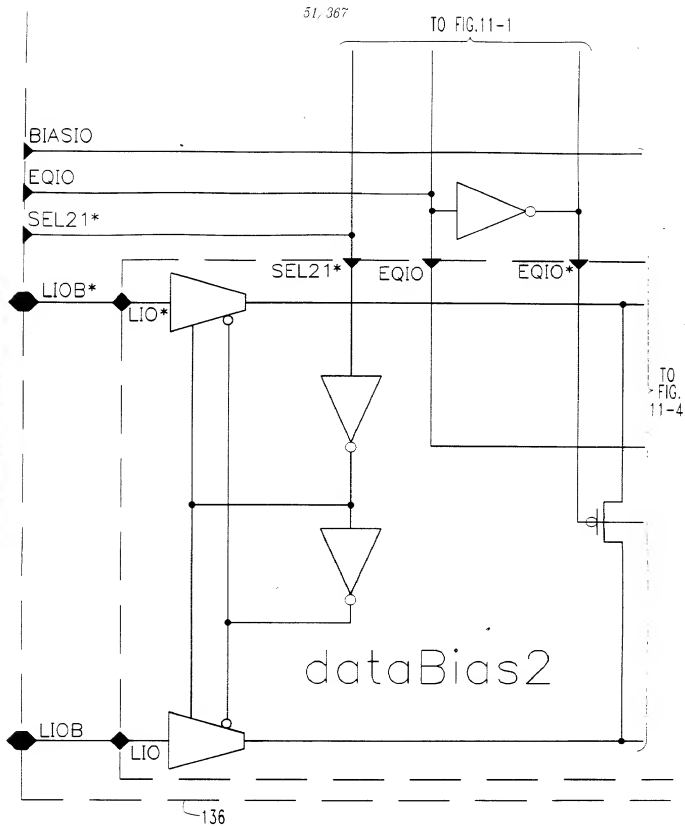 51,367
TO FIG.11-1
BIASIO
EQIO
SEL21*
SEL21*
EQIO
EQIO*
LIOB*
LIO*
TO
FIG.
11-4
dataBias2
LIOB
LIO
136